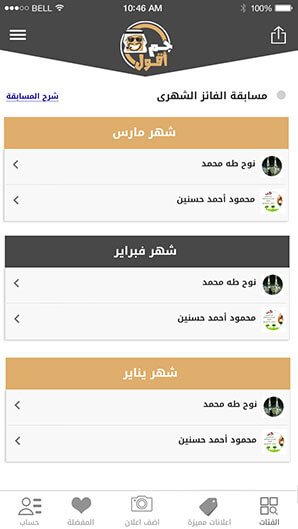 BELL 10:46 AM 100%
جم أقول
مسابقة الفائز الشهرى
شرح المسابقة
شهر مارس
نوح طه محمد
محمود أحمد حسنين
شهر فبراير
نوح طه محمد
محمود أحمد حسنين
شهر يناير
نوح طه محمد
محمود أحمد حسنين
الفئات اعلانات مميزة اضف اعلان المفضلة حساب